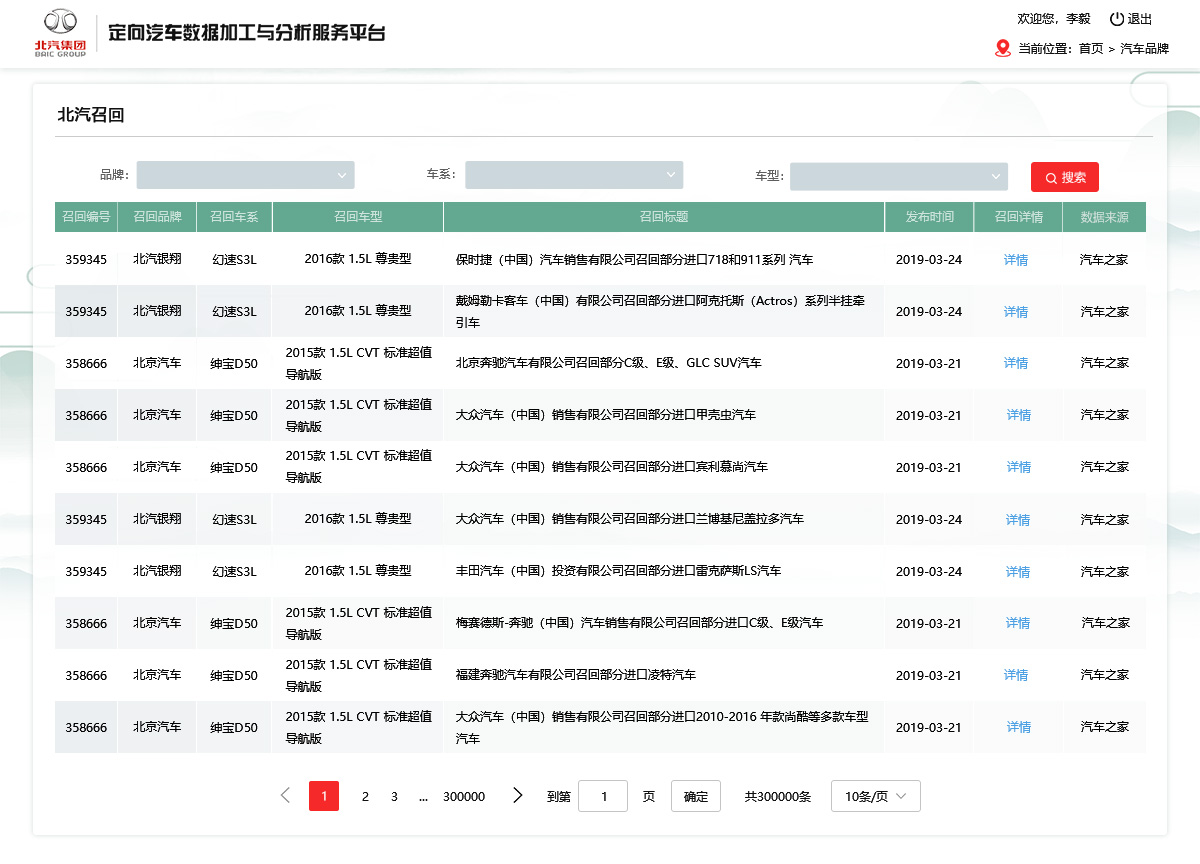 北汽集团
BAIC GROUP
定向汽车数据加工与分析服务平台
欢迎您，李毅 退出
当前位置：首页 > 汽车品牌
北汽召回
品牌： 车系： 车型： 搜索
召回编号 召回品牌 召回车系 召回车型 召回标题 发布时间 召回详情 数据来源
359345 北汽银翔 幻速S3L 2016款 1.5L 尊贵型 保时捷（中国）汽车销售有限公司召回部分进口718和911系列 汽车 2019-03-24 详情 汽车之家
359345 北汽银翔 幻速S3L 2016款 1.5L 尊贵型 戴姆勒卡客车（中国）有限公司召回部分进口阿克托斯（Actros）系列半挂牵 2019-03-24 详情 汽车之家
引车
358666 北京汽车 绅宝D50 2015款 1.5L CVT 标准超值 北京奔驰汽车有限公司召回部分C级、E级、GLC SUV汽车 2019-03-21 详情 汽车之家
导航版
358666 北京汽车 绅宝D50 2015款 1.5L CVT 标准超值 大众汽车（中国）销售有限公司召回部分进口甲壳虫汽车 2019-03-21 详情 汽车之家
导航版
358666 北京汽车 绅宝D50 2015款 1.5L CVT 标准超值 大众汽车（中国）销售有限公司召回部分进口宾利慕尚汽车 2019-03-21 详情 汽车之家
导航版
359345 北汽银翔 幻速S3L 2016款 1.5L 尊贵型 大众汽车（中国）销售有限公司召回部分进口兰博基尼盖拉多汽车 2019-03-24 详情 汽车之家
359345 北汽银翔 幻速S3L 2016款 1.5L 尊贵型 丰田汽车（中国）投资有限公司召回部分进口雷克萨斯LS汽车 2019-03-24 详情 汽车之家
358666 北京汽车 绅宝D50 2015款 1.5L CVT 标准超值 梅赛德斯-奔驰（中国）汽车销售有限公司召回部分进口C级、E级汽车 2019-03-21 详情 汽车之家
导航版
358666 北京汽车 绅宝D50 2015款 1.5L CVT 标准超值 福建奔驰汽车有限公司召回部分进口凌特汽车 2019-03-21 详情 汽车之家
导航版
358666 北京汽车 绅宝D50 2015款 1.5L CVT 标准超值 大众汽车（中国）销售有限公司召回部分进口2010-2016 年款尚酷等多款车型 2019-03-21 详情 汽车之家
导航版 汽车
1 2 3 ... 300000 到第 1 页 确定 共300000条 10条/页